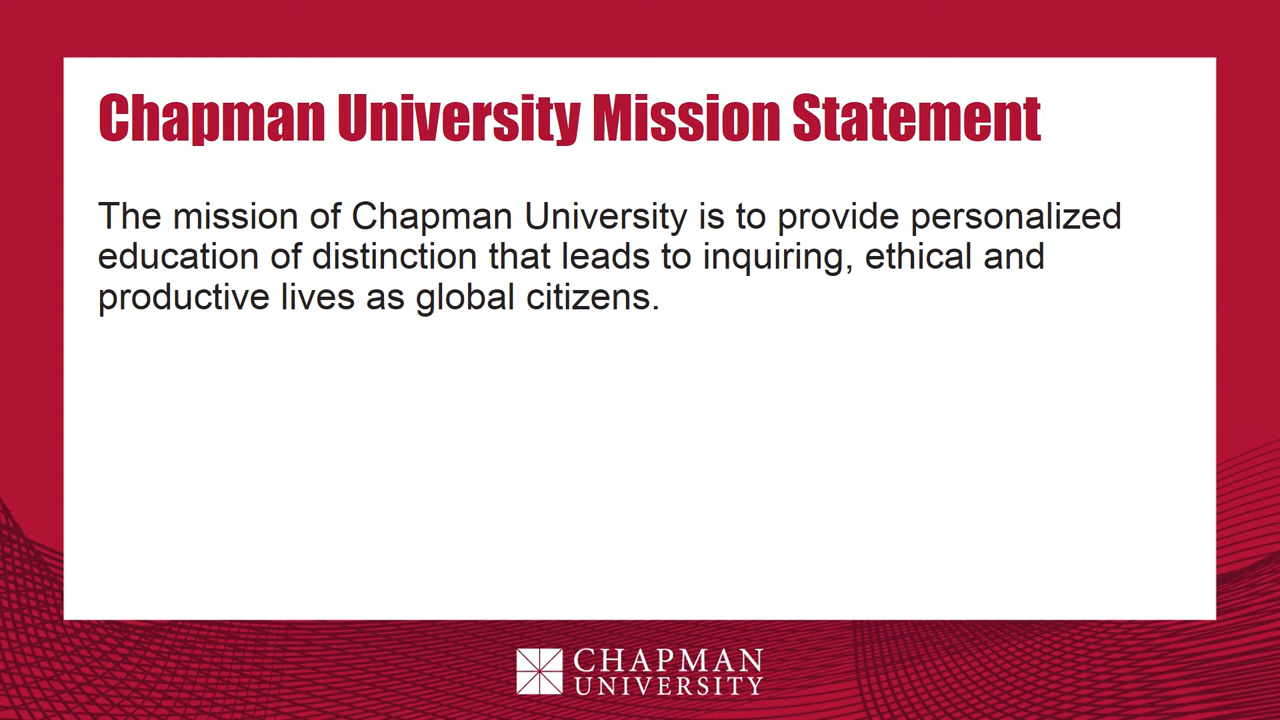 Chapman University Mission Statement
The mission of Chapman University is to provide personalized
education of distinction that leads to inquiring, ethical and
productive lives as global citizens.
CHAPMAN
UNIVERSITY